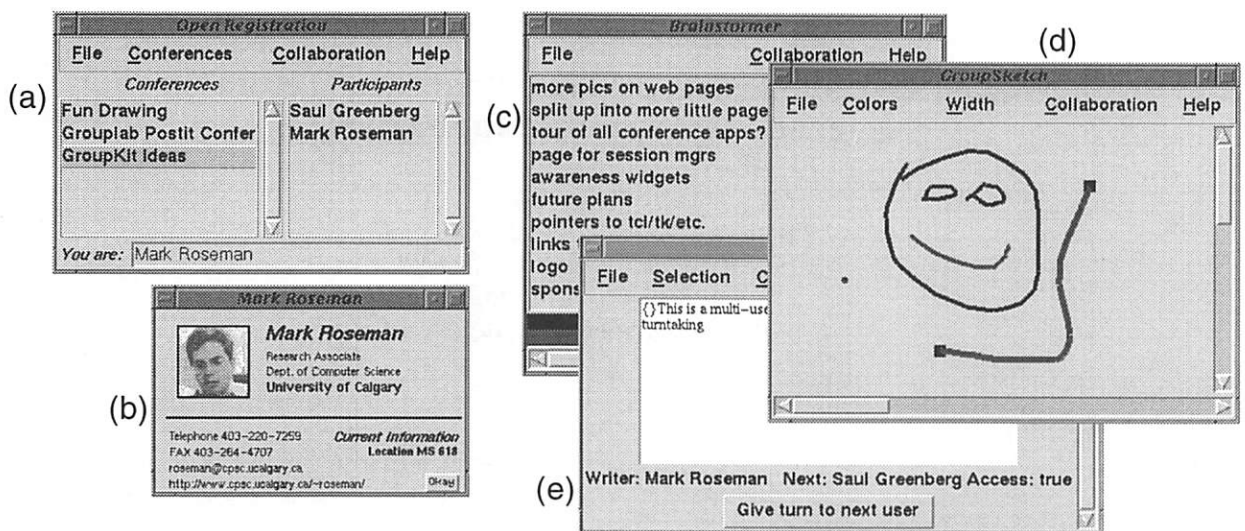 (a)
Open Registration
File Conferences Collaboration Help
Conferences Participants
Fun Drawing
Grouplab Postit Confer
GroupKit Ideas
Saul Greenberg
Mark Roseman
You are: Mark Roseman
(b)
Mark Roseman
Mark Roseman
Research Associate
Dept. of Computer Science
University of Calgary
Telephone 403-220-7259
FAX 403-264-4707
roseman@cpsc.ucalgary.ca
http://www.cpsc.ucalgary.ca/~roseman/
Current Information
Location MS 618
Okay
(c)
Brainstormer
File Collaboration Help
more pics on web pages
split up into more little page
tour of all conference apps?
page for session mgrs
awareness widgets
future plans
pointers to tcl/tk/etc.
links
logo
spons
(d)
GroupSketch
File Colors Width Collaboration Help
(e)
File Selection C
{}This is a multi-use
turntaking
Writer: Mark Roseman Next: Saul Greenberg Access: true
Give turn to next user